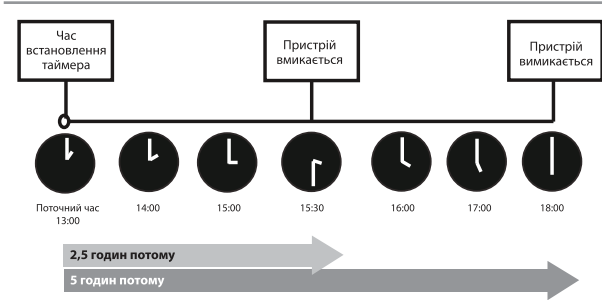 Час
встановлення
таймера
Пристрій
вмикається
Пристрій
вимикається
Поточний час
13:00
14:00
15:00
15:30
16:00
17:00
18:00
2,5 годин потому
5 годин потому